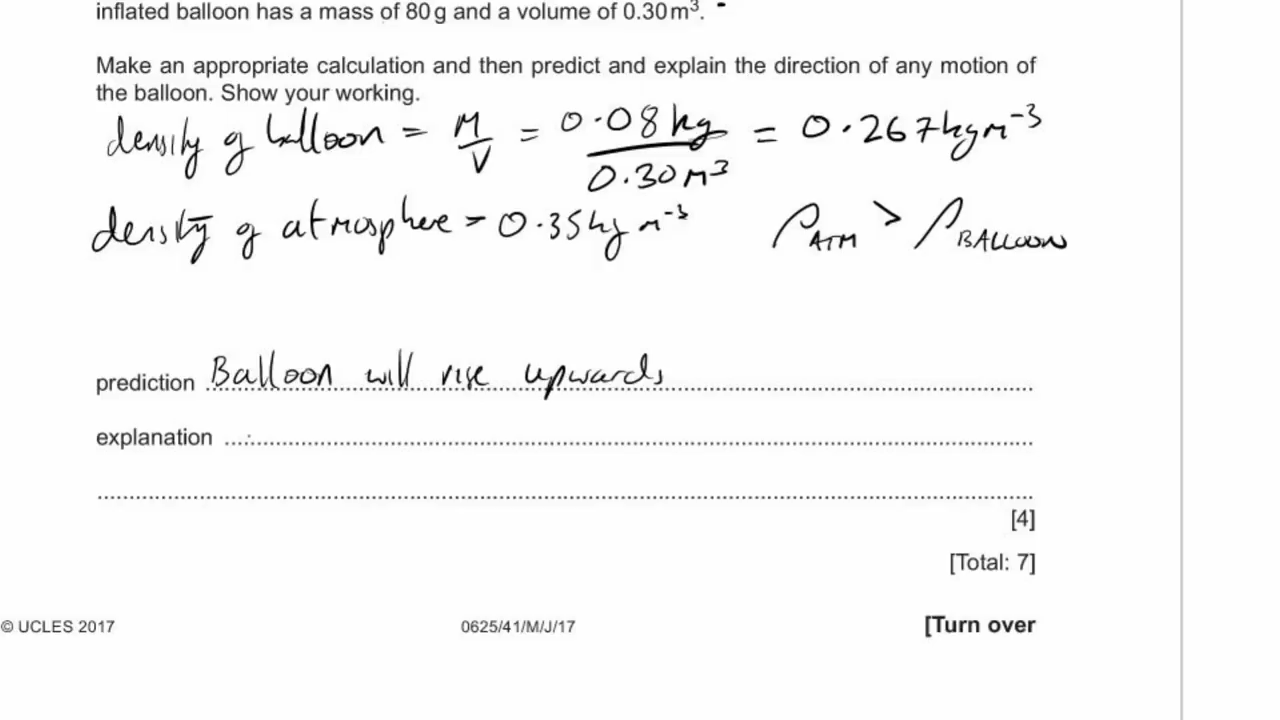 inflated balloon has a mass of 80 g and a volume of 0.30 m³.
Make an appropriate calculation and then predict and explain the direction of any motion of
the balloon. Show your working.
density of balloon = M/V = 0.08 kg / 0.30 m³ = 0.267 kg m⁻³
density of atmosphere = 0.35 kg m⁻³ ρATM > ρBALLOON
prediction Balloon will rise upwards
explanation
[4]
[Total: 7]
© UCLES 2017 0625/41/M/J/17 [Turn over